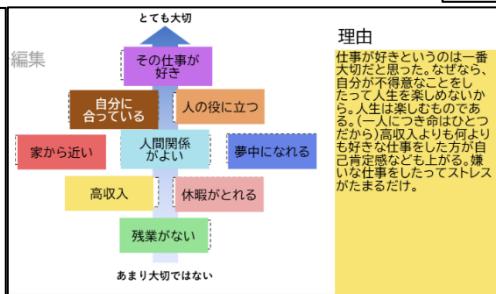 とても大切
編集
その仕事が
好き
自分に
合っている
人の役に立つ
家から近い
人間関係
がよい
夢中になれる
高収入
休暇がとれる
残業がない
あまり大切ではない
理由
仕事が好きというのは一番
大切だと思った。なぜなら、
自分が不得意なことをし
たって人生を楽しめないか
ら。人生は楽しむものであ
る。(一人につき命はひとつ
だから)高収入よりも何より
も好きな仕事をした方が自
己肯定感なども上がる。嫌
いな仕事をしたってストレス
がたまるだけ。